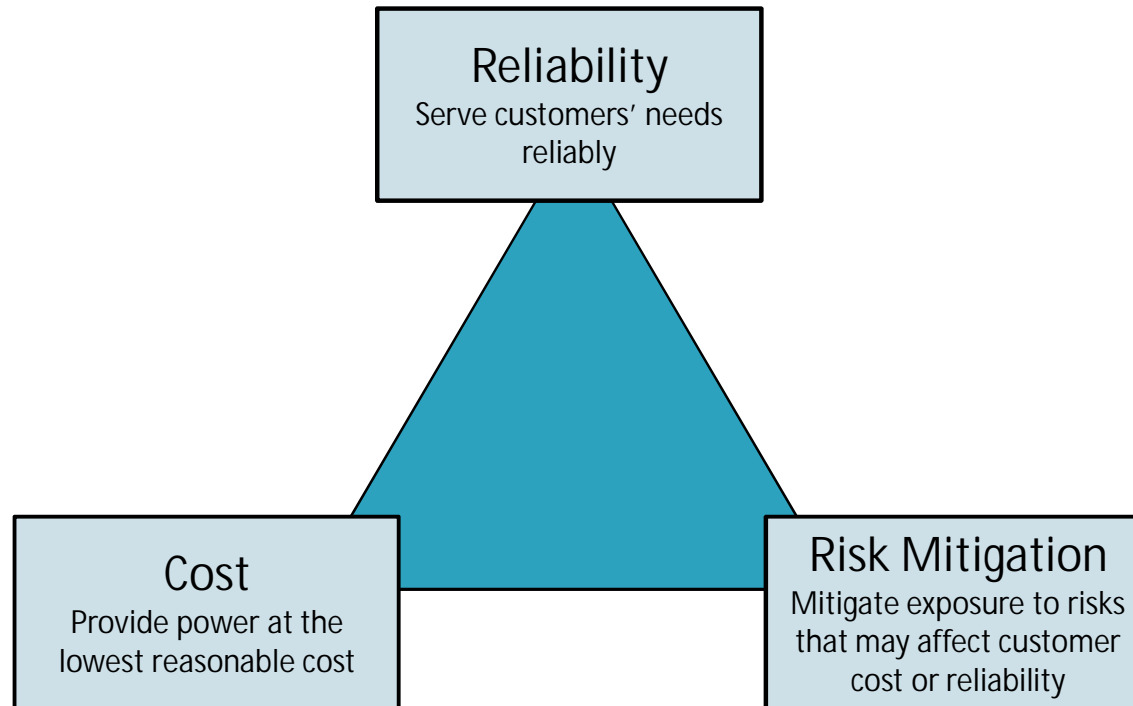 Reliability
Serve customers’ needs
reliably
Cost
Provide power at the
lowest reasonable cost
Risk Mitigation
Mitigate exposure to risks
that may affect customer
cost or reliability